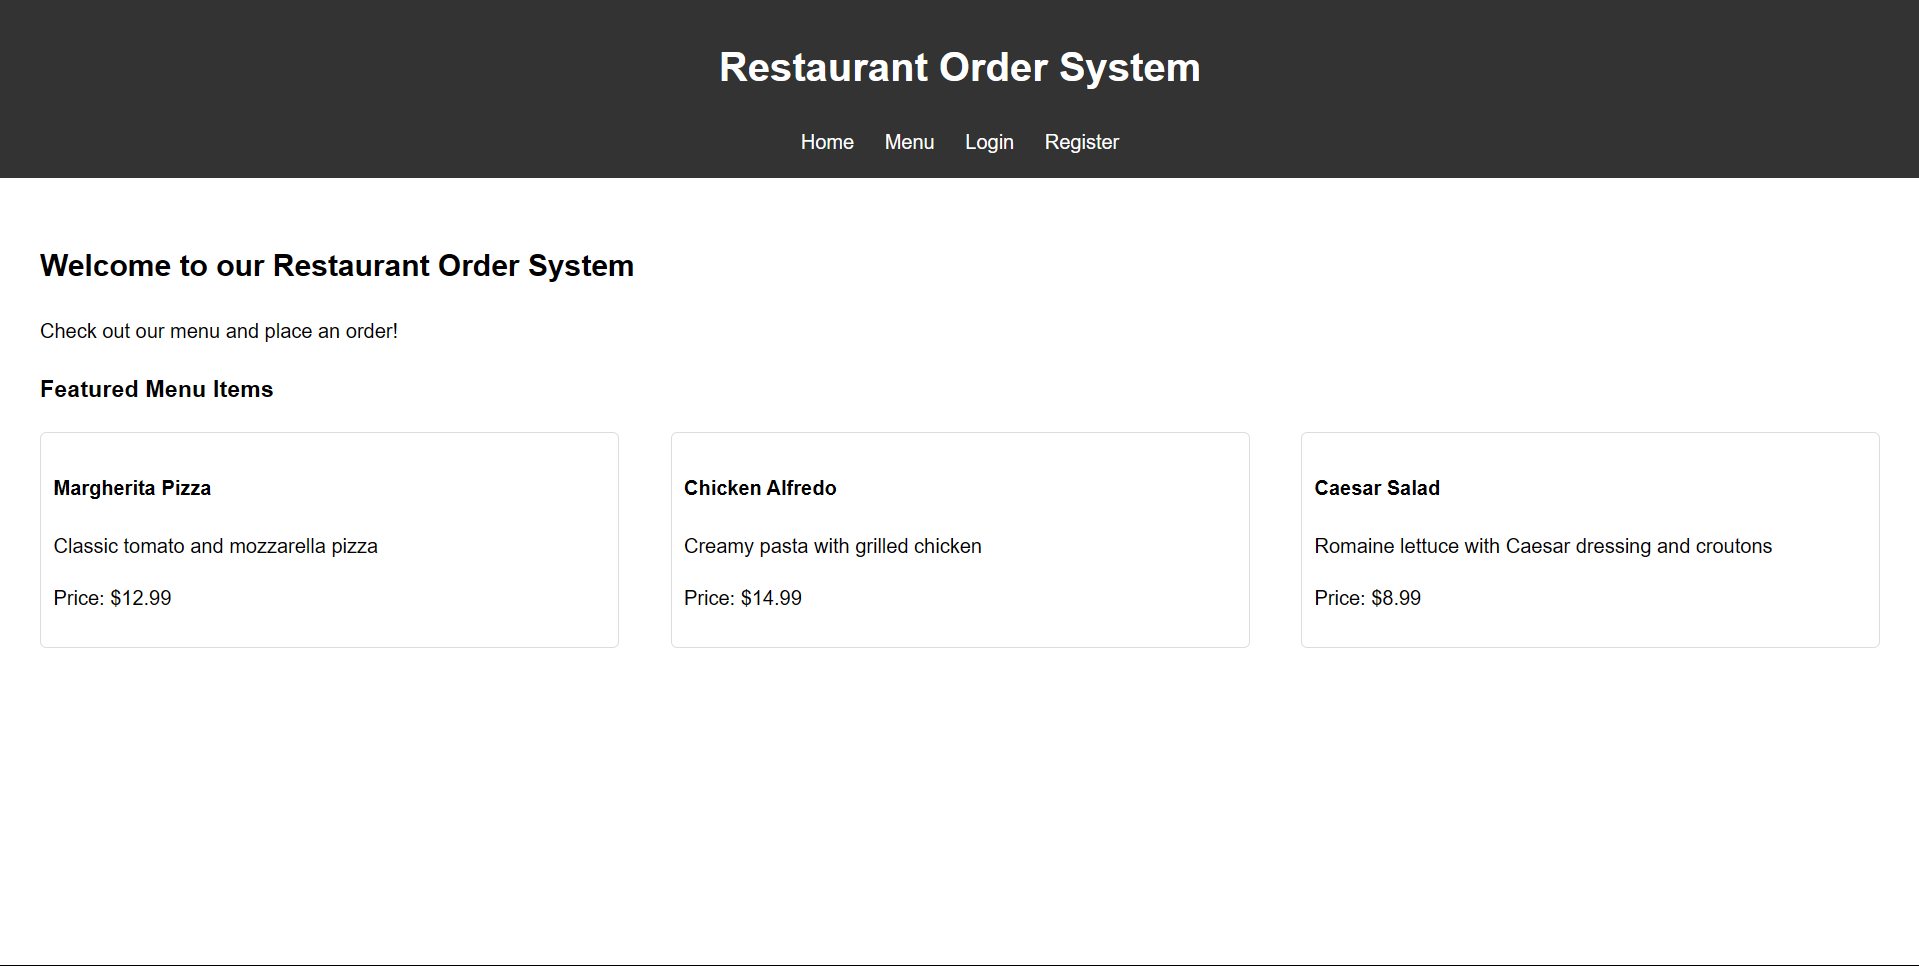 Restaurant Order System
Home Menu Login Register
Welcome to our Restaurant Order System
Check out our menu and place an order!
Featured Menu Items
Margherita Pizza
Classic tomato and mozzarella pizza
Price: $12.99
Chicken Alfredo
Creamy pasta with grilled chicken
Price: $14.99
Caesar Salad
Romaine lettuce with Caesar dressing and croutons
Price: $8.99